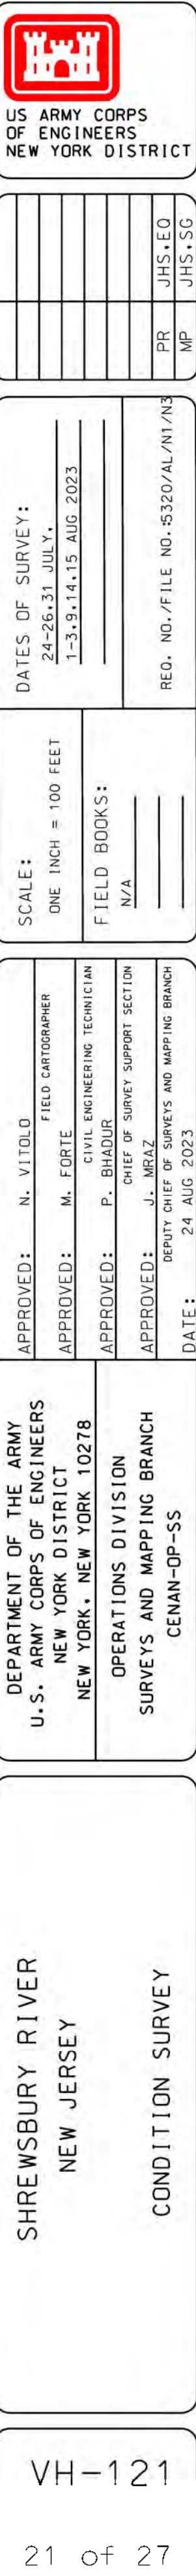 US ARMY CORPS
OF ENGINEERS
NEW YORK DISTRICT
PR JHS,EQ
MP JHS,SG
DATES OF SURVEY:
24-26,31 JULY,
1-3,9,14,15 AUG 2023
REQ. NO./FILE NO.:5320/AL/N1/N3
SCALE:
ONE INCH = 100 FEET
FIELD BOOKS:
N/A
APPROVED: N. VITOLO
FIELD CARTOGRAPHER
APPROVED: M. FORTE
CIVIL ENGINEERING TECHNICIAN
APPROVED: P. BHADUR
CHIEF OF SURVEY SUPPORT SECTION
APPROVED: J. MRAZ
DEPUTY CHIEF OF SURVEYS AND MAPPING BRANCH
DATE: 24 AUG 2023
DEPARTMENT OF THE ARMY
U.S. ARMY CORPS OF ENGINEERS
NEW YORK DISTRICT
NEW YORK, NEW YORK 10278
OPERATIONS DIVISION
SURVEYS AND MAPPING BRANCH
CENAN-OP-SS
SHREWSBURY RIVER
NEW JERSEY
CONDITION SURVEY
VH-121
21 of 27